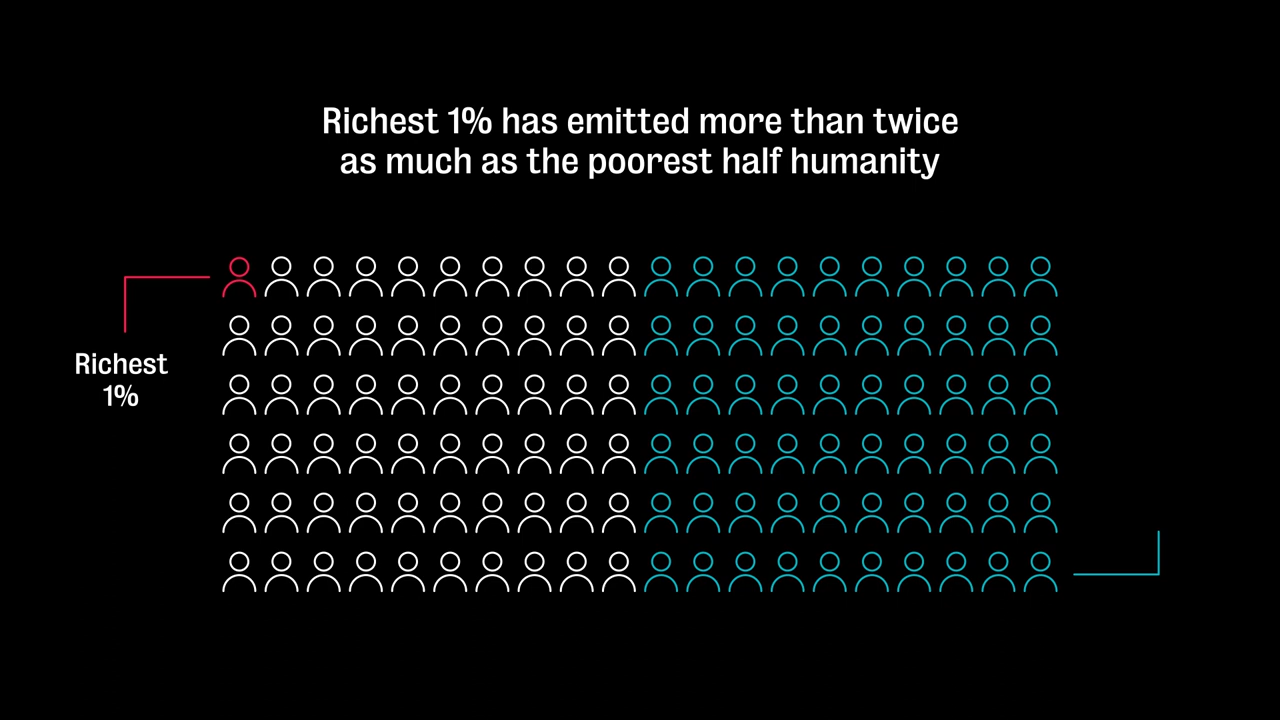 Richest 1% has emitted more than twice
as much as the poorest half humanity
Richest
1%